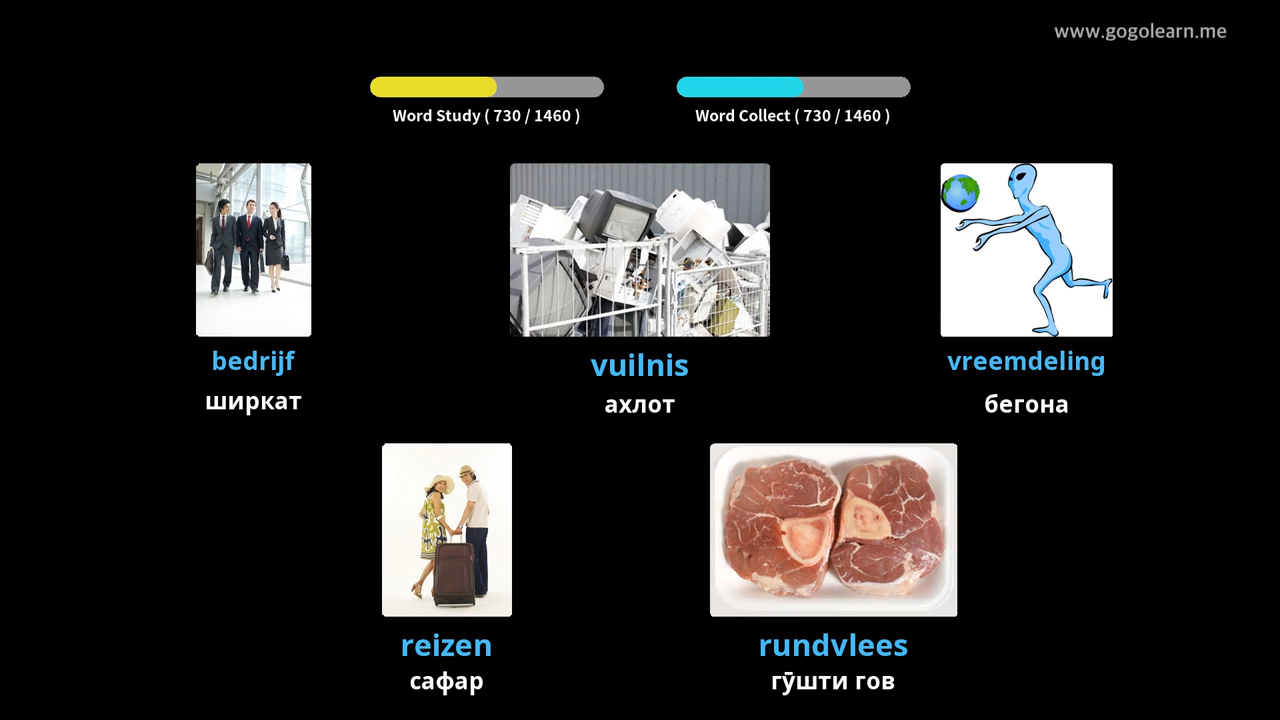 www.gogolearn.me
Word Study ( 730 / 1460 )
Word Collect ( 730 / 1460 )
bedrijf
ширкат
vuilnis
ахлот
vreemdeling
бегона
reizen
сафар
rundvlees
гӯшти гов